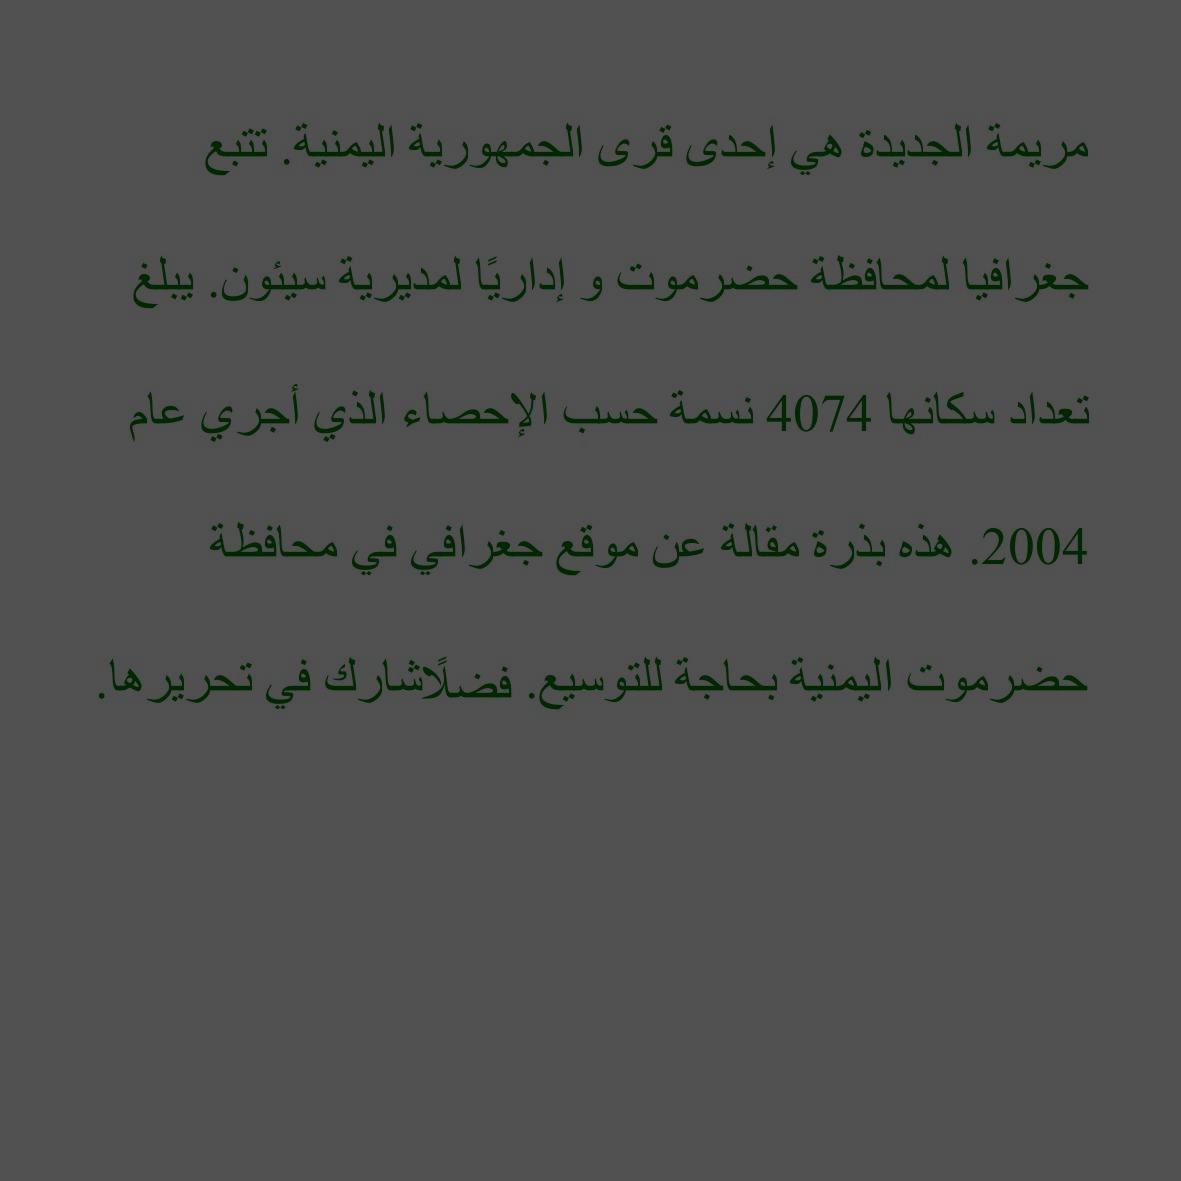 مريمة الجديدة هي إحدى قرى الجمهورية اليمنية. تتبع
جغرافيا لمحافظة حضرموت و إداريًا لمديرية سيئون. يبلغ
تعداد سكانها 4074 نسمة حسب الإحصاء الذي أجري عام
2004. هذه بذرة مقالة عن موقع جغرافي في محافظة
حضرموت اليمنية بحاجة للتوسيع. فضلًاشارك في تحريرها.